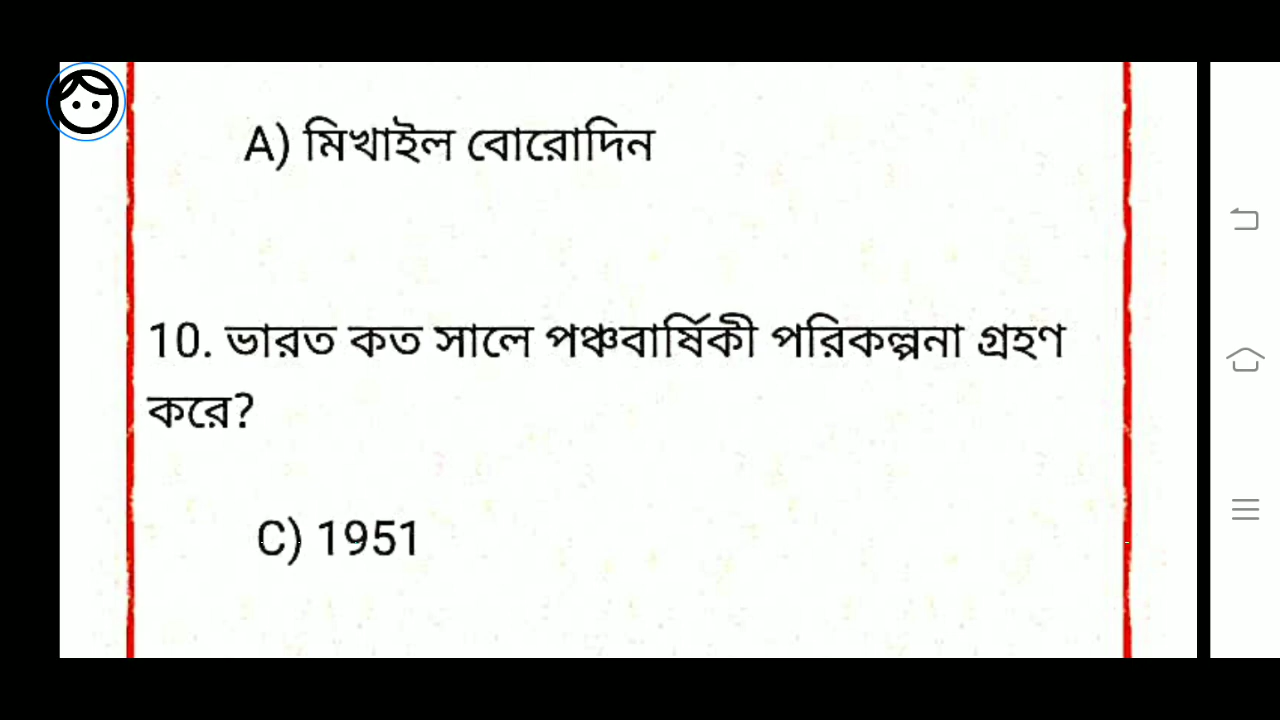 A) মিখাইল বোরোদিন
10. ভারত কত সালে পঞ্চবার্ষিকী পরিকল্পনা গ্রহণ
করে?
C) 1951